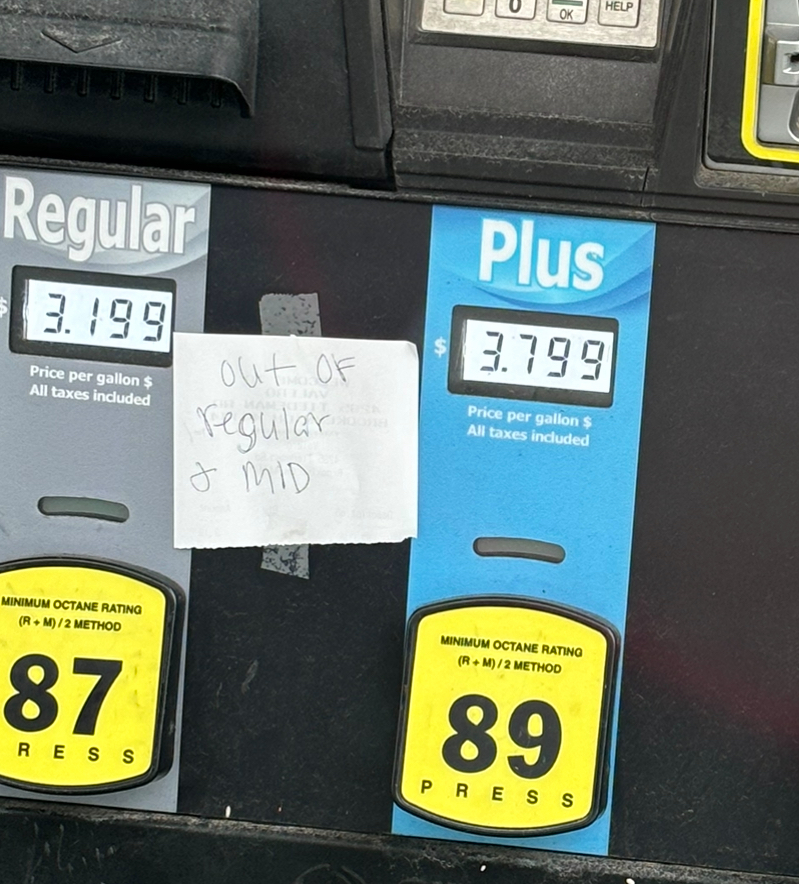 0
OK
HELP
Regular
$ 3.199
Price per gallon $
All taxes included
out OF
regular
& MID
Plus
$ 3.799
Price per gallon $
All taxes included
MINIMUM OCTANE RATING
(R + M) / 2 METHOD
87
RESS
MINIMUM OCTANE RATING
(R + M) / 2 METHOD
89
PRESS